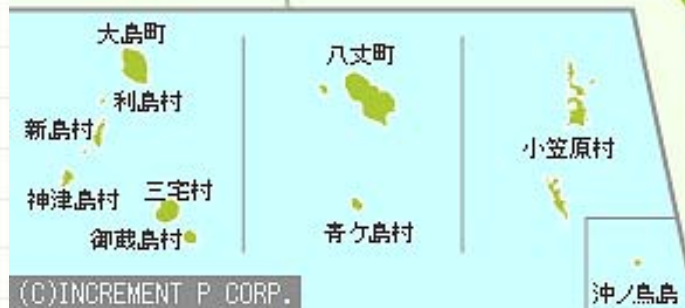 大島町
利島村
新島村
神津島村
三宅村
御蔵島村
八丈町
青ケ島村
小笠原村
沖ノ鳥島
(C)INCREMENT P CORP.